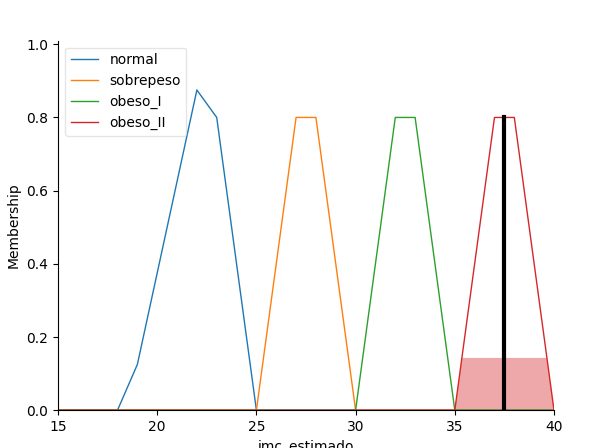 1.0
0.8
0.6
0.4
0.2
0.0
Membership
normal
sobrepeso
obeso_I
obeso_II
15 20 25 30 35 40
imc_estimado